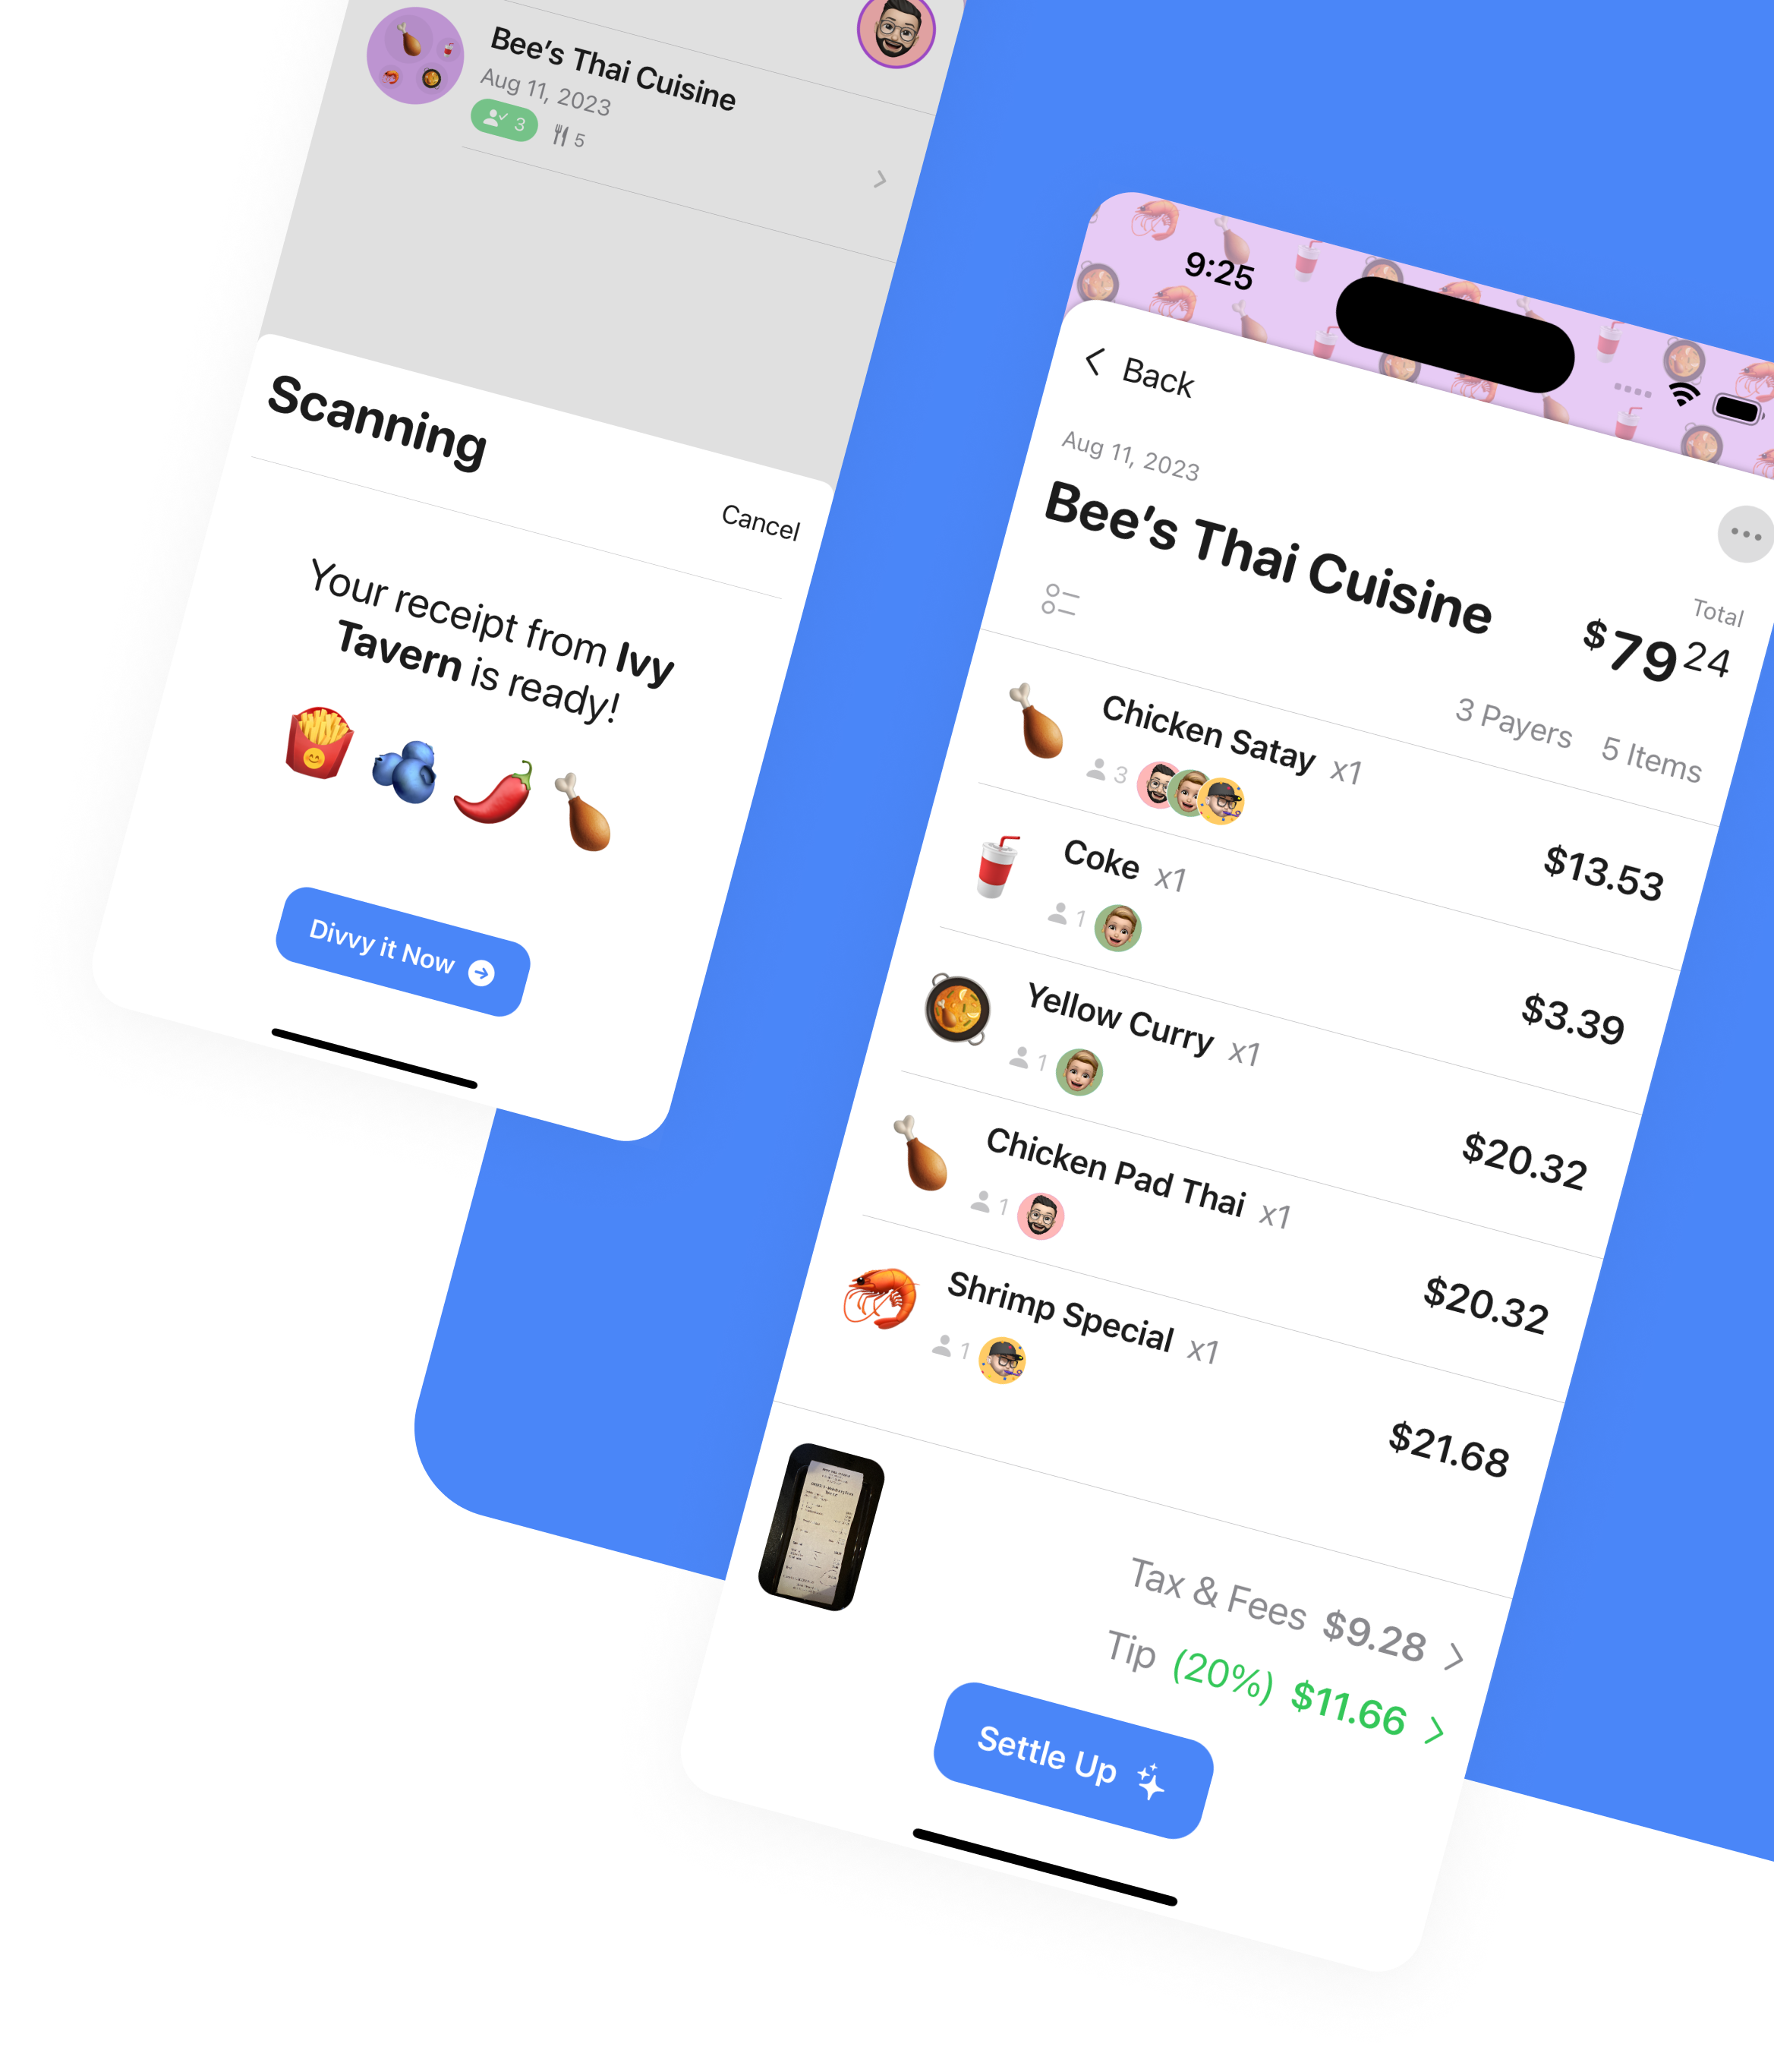 Bee's Thai Cuisine
Aug 11, 2023
3 5
Scanning
Cancel
Your receipt from Ivy
Tavern is ready!
Divvy it Now
9:25
Back
Aug 11, 2023
Bee's Thai Cuisine
Total
$79 24
3 Payers 5 Items
Chicken Satay x1
3
$13.53
Coke x1
1
$3.39
Yellow Curry x1
1
$20.32
Chicken Pad Thai x1
1
$20.32
Shrimp Special x1
1
$21.68
Tax & Fees $9.28
Tip (20%) $11.66
Settle Up